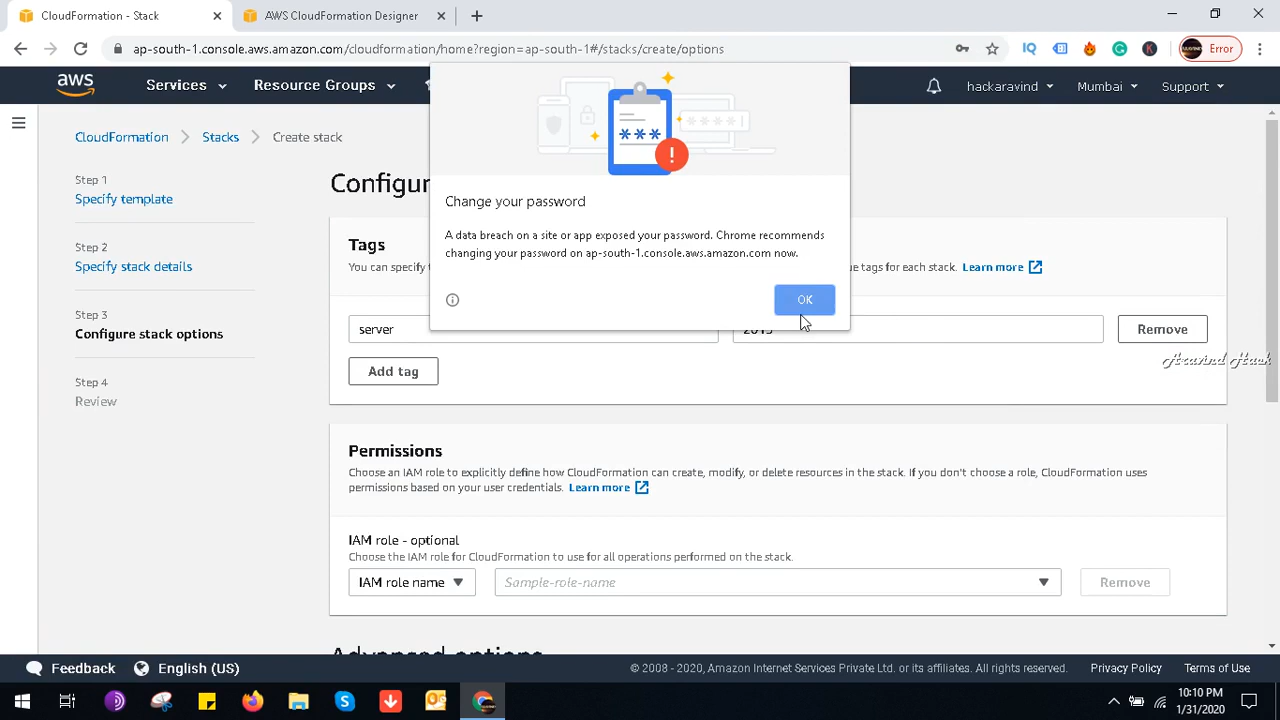 CloudFormation - Stack
AWS CloudFormation Designer
ap-south-1.console.aws.amazon.com/cloudformation/home?region=ap-south-1#/stacks/create/options
Error
aws
Services
Resource Groups
hackaravind
Mumbai
Support
CloudFormation
Stacks
Create stack
Step 1
Specify template
Step 2
Specify stack details
Step 3
Configure stack options
Step 4
Review
Configur
Tags
You can specify t
ue tags for each stack. Learn more
***
!
Change your password
A data breach on a site or app exposed your password. Chrome recommends
changing your password on ap-south-1.console.aws.amazon.com now.
OK
server
2019
Remove
Add tag
Aravind Hack
Permissions
Choose an IAM role to explicitly define how CloudFormation can create, modify, or delete resources in the stack. If you don't choose a role, CloudFormation uses
permissions based on your user credentials. Learn more
IAM role - optional
Choose the IAM role for CloudFormation to use for all operations performed on the stack.
IAM role name
Sample-role-name
Remove
Advanced options
Feedback
English (US)
© 2008 - 2020, Amazon Internet Services Private Ltd. or its affiliates. All rights reserved.
Privacy Policy
Terms of Use
10:10 PM
1/31/2020